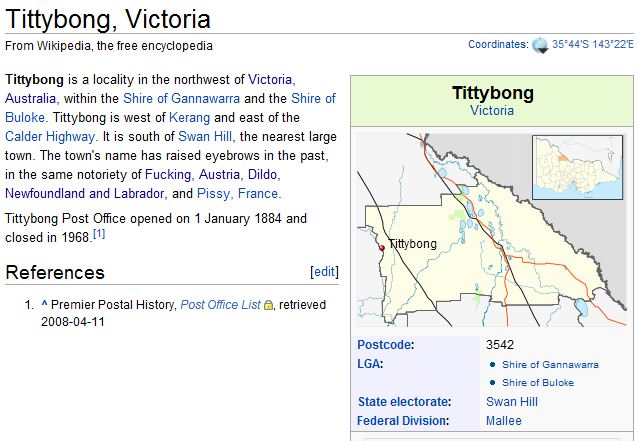 Tittybong, Victoria
From Wikipedia, the free encyclopedia
Coordinates: 35°44′S 143°22′E
Tittybong is a locality in the northwest of Victoria,
Australia, within the Shire of Gannawarra and the Shire of
Buloke. Tittybong is west of Kerang and east of the
Calder Highway. It is south of Swan Hill, the nearest large
town. The town's name has raised eyebrows in the past,
in the same notoriety of Fucking, Austria, Dildo,
Newfoundland and Labrador, and Pissy, France.
Tittybong Post Office opened on 1 January 1884 and
closed in 1968.[1]
References [edit]
1. ^ Premier Postal History, Post Office List, retrieved
2008-04-11
Tittybong
Victoria
Tittybong
Postcode: 3542
LGA: • Shire of Gannawarra
• Shire of Buloke
State electorate: Swan Hill
Federal Division: Mallee